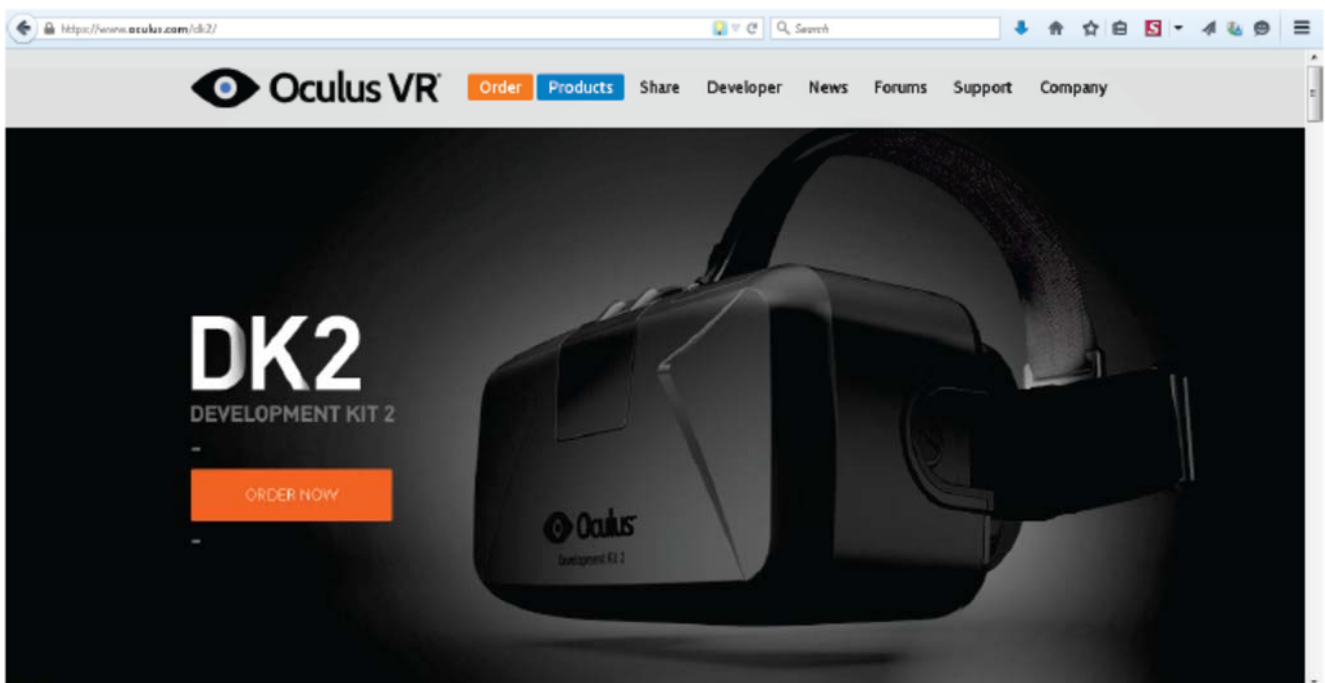 https://www.oculus.com/dk2/
Search
Oculus VR
Order Products Share Developer News Forums Support Company
DK2
DEVELOPMENT KIT 2
ORDER NOW
Oculus
Development Kit 2